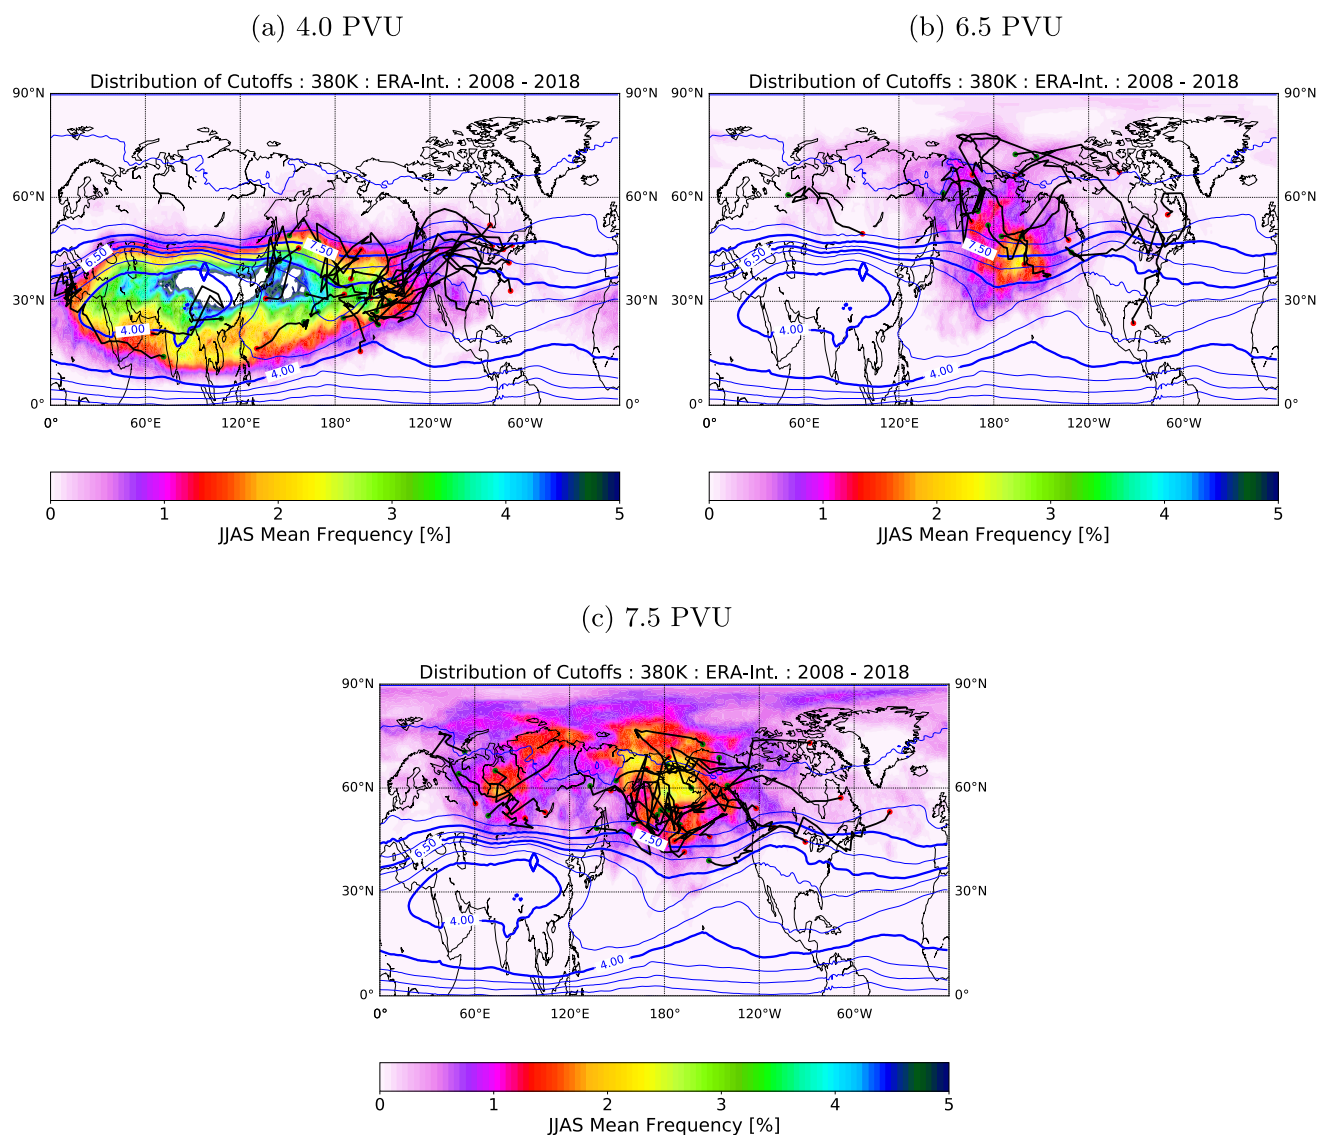 (a) 4.0 PVU
(b) 6.5 PVU
Distribution of Cutoffs : 380K : ERA-Int. : 2008 - 2018
Distribution of Cutoffs : 380K : ERA-Int. : 2008 - 2018
90°N 90°N 90°N 90°N
60°N 60°N 60°N 60°N
7.50 7.50
6.50 6.50
30°N 30°N 30°N 30°N
4.00 4.00
4.00 4.00
0° 0° 0° 0°
0° 60°E 120°E 180° 120°W 60°W
0° 60°E 120°E 180° 120°W 60°W
0 1 2 3 4 5
0 1 2 3 4 5
JJAS Mean Frequency [%]
JJAS Mean Frequency [%]
(c) 7.5 PVU
Distribution of Cutoffs : 380K : ERA-Int. : 2008 - 2018
90°N 90°N
60°N 60°N
7.50
6.50
30°N 30°N
4.00
4.00
0° 0°
0° 60°E 120°E 180° 120°W 60°W
0 1 2 3 4 5
JJAS Mean Frequency [%]